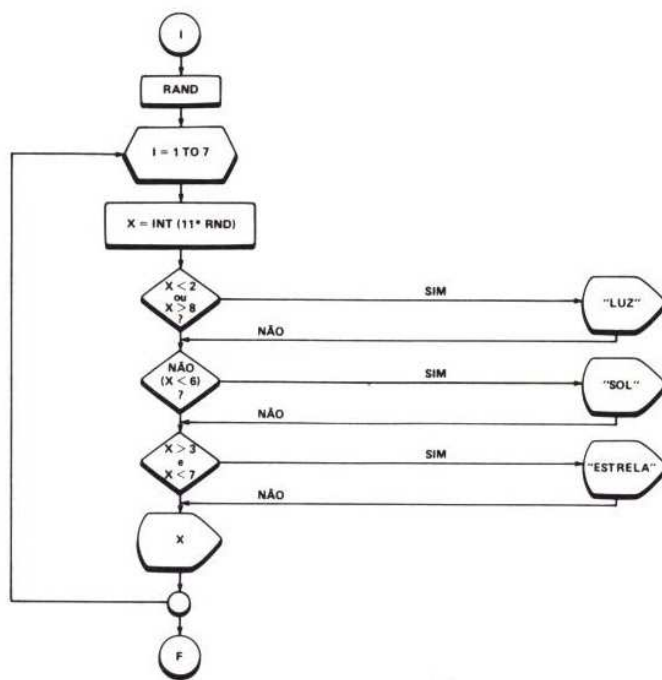 I
RAND
I = 1 TO 7
X = INT (11* RND)
X < 2
ou
X > 8
?
SIM
"LUZ"
NÃO
NÃO
(X < 6)
?
SIM
"SOL"
NÃO
X > 3
e
X < 7
SIM
"ESTRELA"
NÃO
X
F